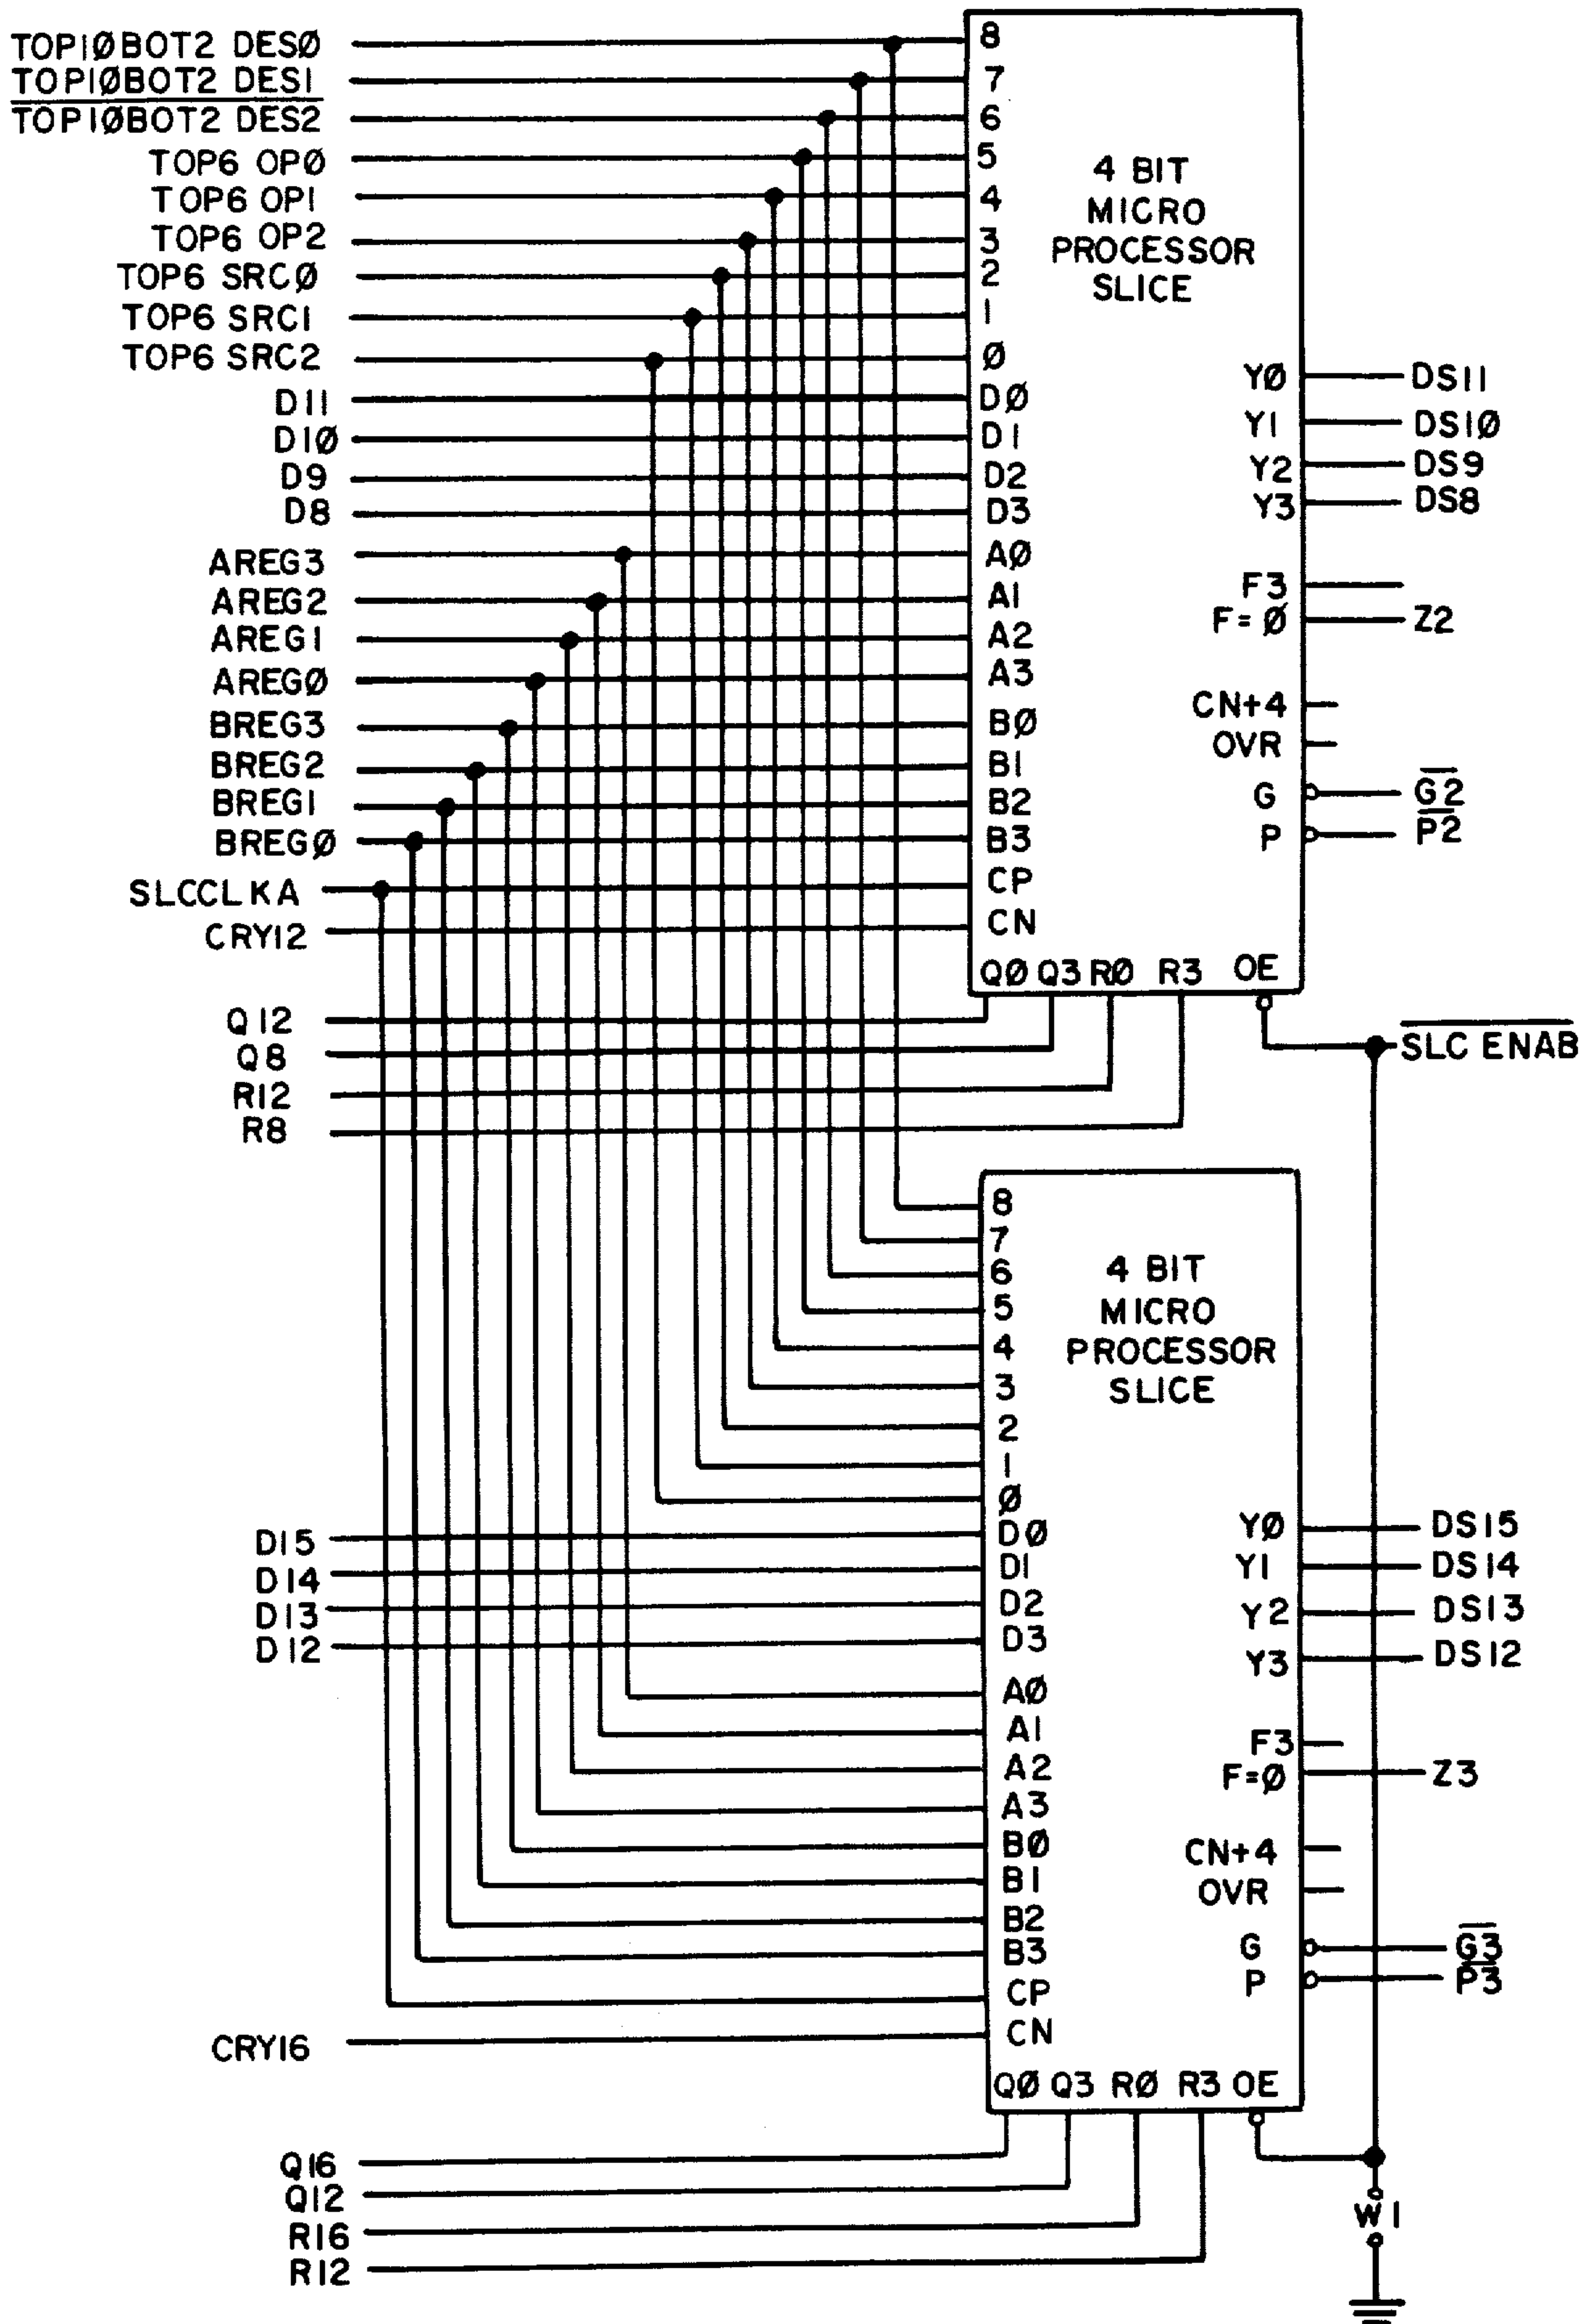 TOP1ØBOT2 DESØ
TOP1ØBOT2 DES1
TOP1ØBOT2 DES2
TOP6 OPØ
TOP6 OP1
TOP6 OP2
TOP6 SRCØ
TOP6 SRC1
TOP6 SRC2
D11
D1Ø
D9
D8
AREG3
AREG2
AREG1
AREGØ
BREG3
BREG2
BREG1
BREGØ
SLCCLKA
CRY12
Q12
Q8
R12
R8
8
7
6
5
4
3
2
1
Ø
DØ
D1
D2
D3
AØ
A1
A2
A3
BØ
B1
B2
B3
CP
CN
QØ Q3 RØ R3 OE
4 BIT
MICRO
PROCESSOR
SLICE
YØ
Y1
Y2
Y3
F3
F=Ø
CN+4
OVR
G
P
DS11
DS1Ø
DS9
DS8
Z2
G2
P2
SLC ENAB
D15
D14
D13
D12
CRY16
Q16
Q12
R16
R12
8
7
6
5
4
3
2
1
Ø
DØ
D1
D2
D3
AØ
A1
A2
A3
BØ
B1
B2
B3
CP
CN
QØ Q3 RØ R3 OE
4 BIT
MICRO
PROCESSOR
SLICE
YØ
Y1
Y2
Y3
F3
F=Ø
CN+4
OVR
G
P
DS15
DS14
DS13
DS12
Z3
G3
P3
W1